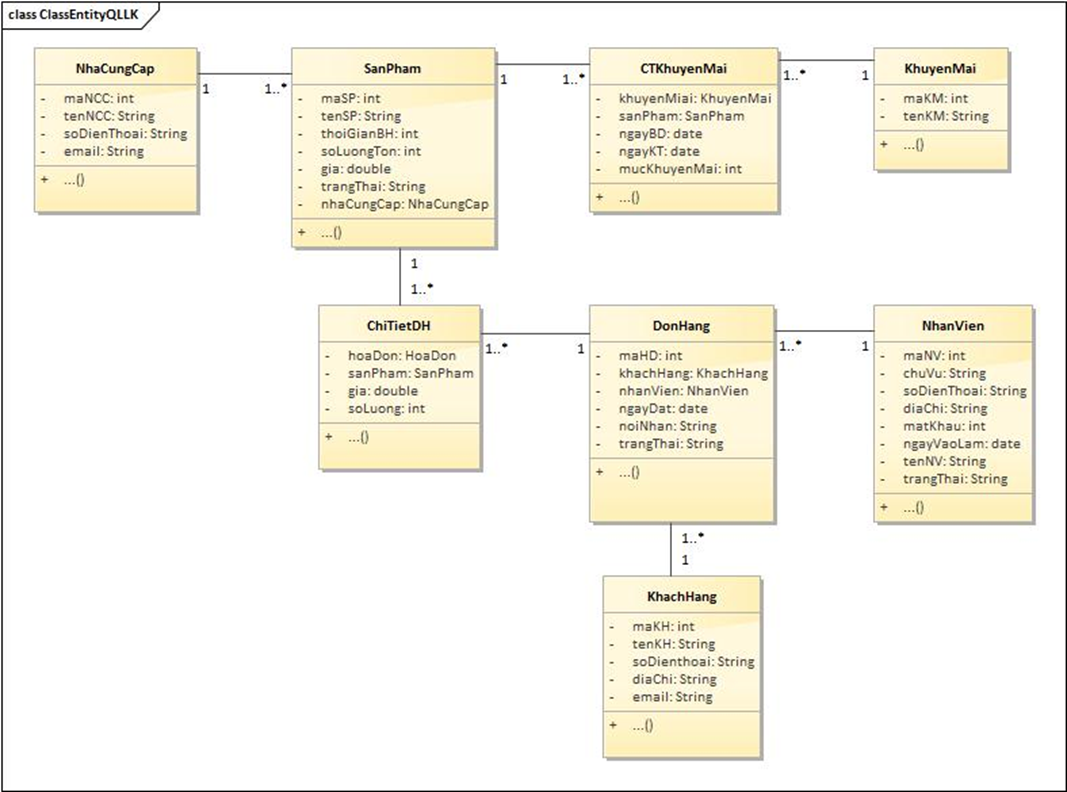 class ClassEntityQLLK
NhaCungCap
- maNCC: int
- tenNCC: String
- soDienThoai: String
- email: String
+ ...()
1
1..*
SanPham
- maSP: int
- tenSP: String
- thoiGianBH: int
- soLuongTon: int
- gia: double
- trangThai: String
- nhaCungCap: NhaCungCap
+ ...()
1
1..*
CTKhuyenMai
- khuyenMiai: KhuyenMai
- sanPham: SanPham
- ngayBD: date
- ngayKT: date
- mucKhuyenMai: int
+ ...()
1..*
1
KhuyenMai
- maKM: int
- tenKM: String
+ ...()
1
1..*
ChiTietDH
- hoaDon: HoaDon
- sanPham: SanPham
- gia: double
- soLuong: int
+ ...()
1..*
1
DonHang
- maHD: int
- khachHang: KhachHang
- nhanVien: NhanVien
- ngayDat: date
- noiNhan: String
- trangThai: String
+ ...()
1..*
1
NhanVien
- maNV: int
- chuVu: String
- soDienThoai: String
- diaChi: String
- matKhau: int
- ngayVaoLam: date
- tenNV: String
- trangThai: String
+ ...()
1..*
1
KhachHang
- maKH: int
- tenKH: String
- soDienthoai: String
- diaChi: String
- email: String
+ ...()